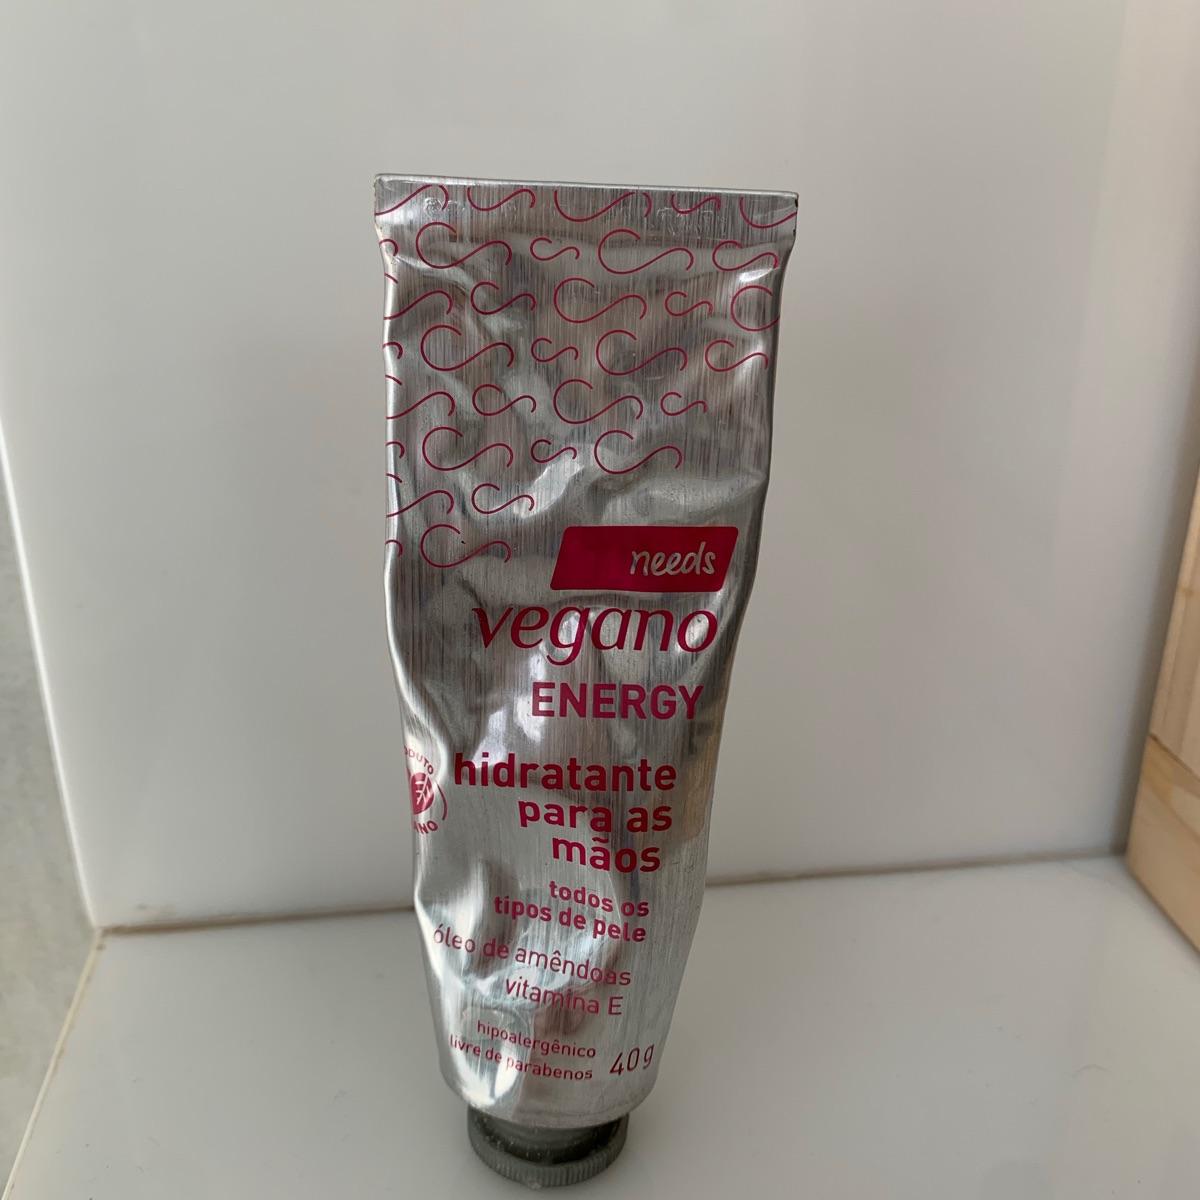 needs
vegano
ENERGY
hidratante
para as
mãos
todos os
tipos de pele
óleo de amêndoas
vitamina E
hipoalergênico
livre de parabenos
40 g